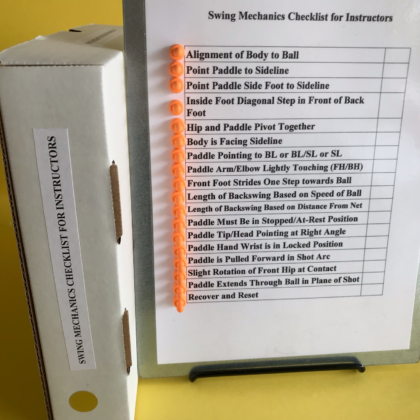 Swing Mechanics Checklist for Instructors
Alignment of Body to Ball
Point Paddle to Sideline
Point Paddle Side Foot to Sideline
Inside Foot Diagonal Step in Front of Back
Foot
Hip and Paddle Pivot Together
Body is Facing Sideline
Paddle Pointing to BL or BL/SL or SL
Paddle Arm/Elbow Lightly Touching (FH/BH)
Front Foot Strides One Step towards Ball
Length of Backswing Based on Speed of Ball
Length of Backswing Based on Distance From Net
Paddle Must be in Stopped/At-Rest Position
Paddle Tip/Head Pointing at Right Angle
Paddle Hand Wrist is in Locked Position
Paddle is Pulled Forward in Shot Arc
Slight Rotation of Front Hip at Contact
Paddle Extends Through Ball in Plane of Shot
Recover and Reset
SWING MECHANICS CHECKLIST FOR INSTRUCTORS